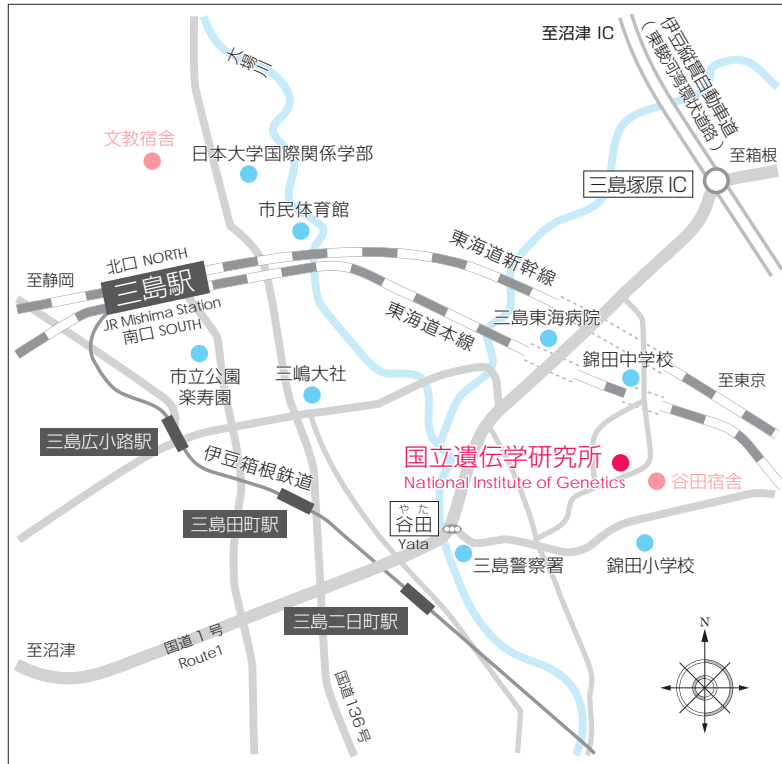 至沼津 IC
伊豆縦貫自動車道
( 東駿河湾環状道路 )
大場川
文教宿舎
日本大学国際関係学部
至箱根
三島塚原 IC
市民体育館
北口 NORTH
東海道新幹線
至静岡
三島駅
JR Mishima Station
南口 SOUTH
東海道本線
三島東海病院
錦田中学校
市立公園
楽寿園
三嶋大社
至東京
三島広小路駅
伊豆箱根鉄道
国立遺伝学研究所
National Institute of Genetics
谷田宿舎
三島田町駅
やた
谷田
Yata
三島警察署
錦田小学校
三島二日町駅
至沼津
国道1号
Route1
国道136号
N